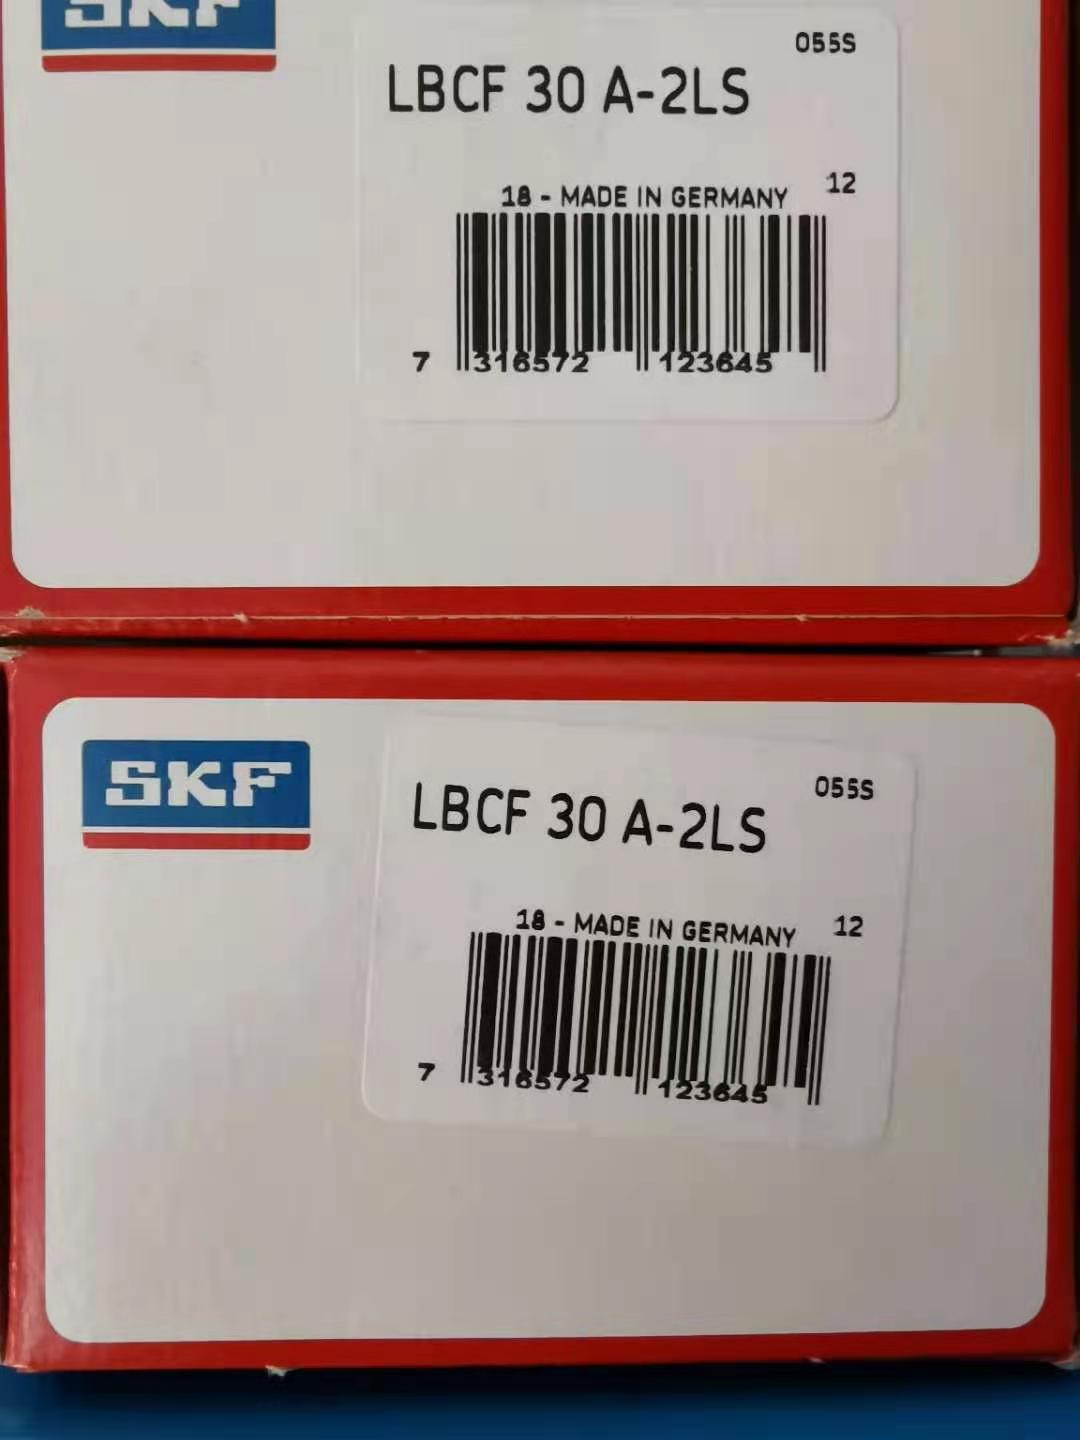 SKF
055S
LBCF 30 A-2LS
12
18 - MADE IN GERMANY
7 316572 123645
SKF
055S
LBCF 30 A-2LS
12
18 - MADE IN GERMANY
7 316572 123645